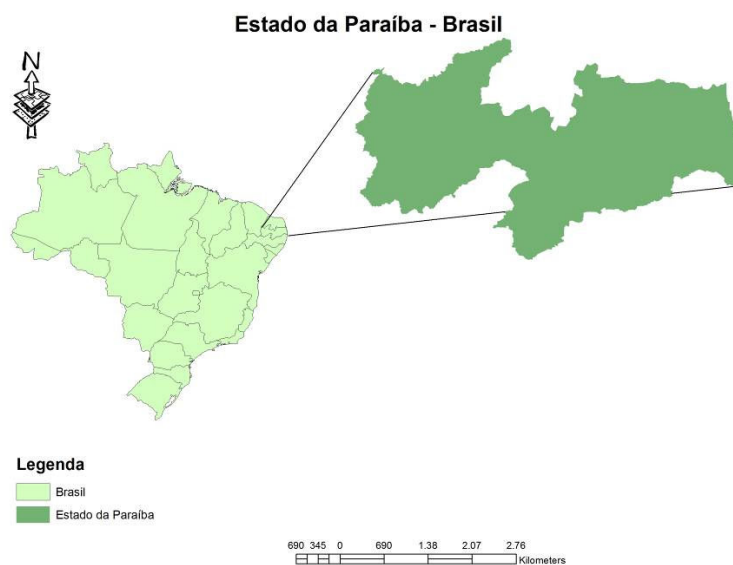 Estado da Paraíba - Brasil
N
Legenda
Brasil
Estado da Paraíba
690 345 0 690 1.38 2.07 2.76
Kilometers